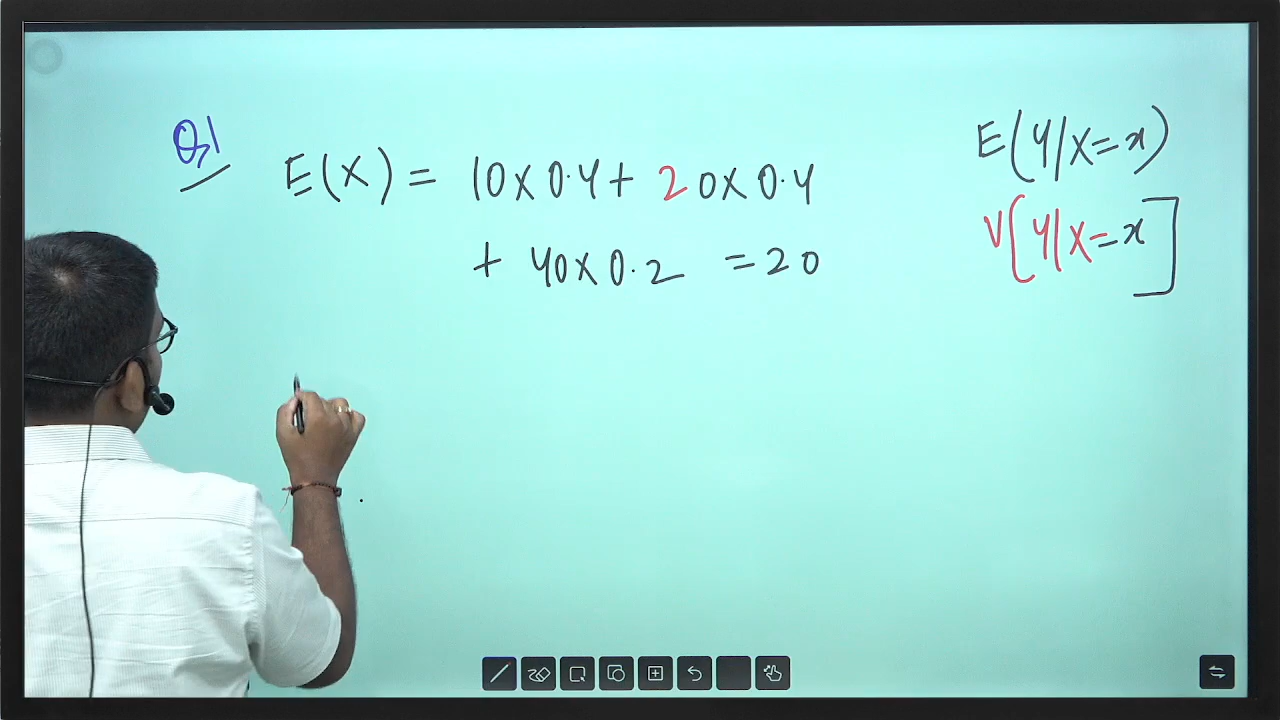 Q1
E(X) = 10 x 0.4 + 20 x 0.4
+ 40 x 0.2 = 20
E(Y|X=x)
V[Y|X=x]